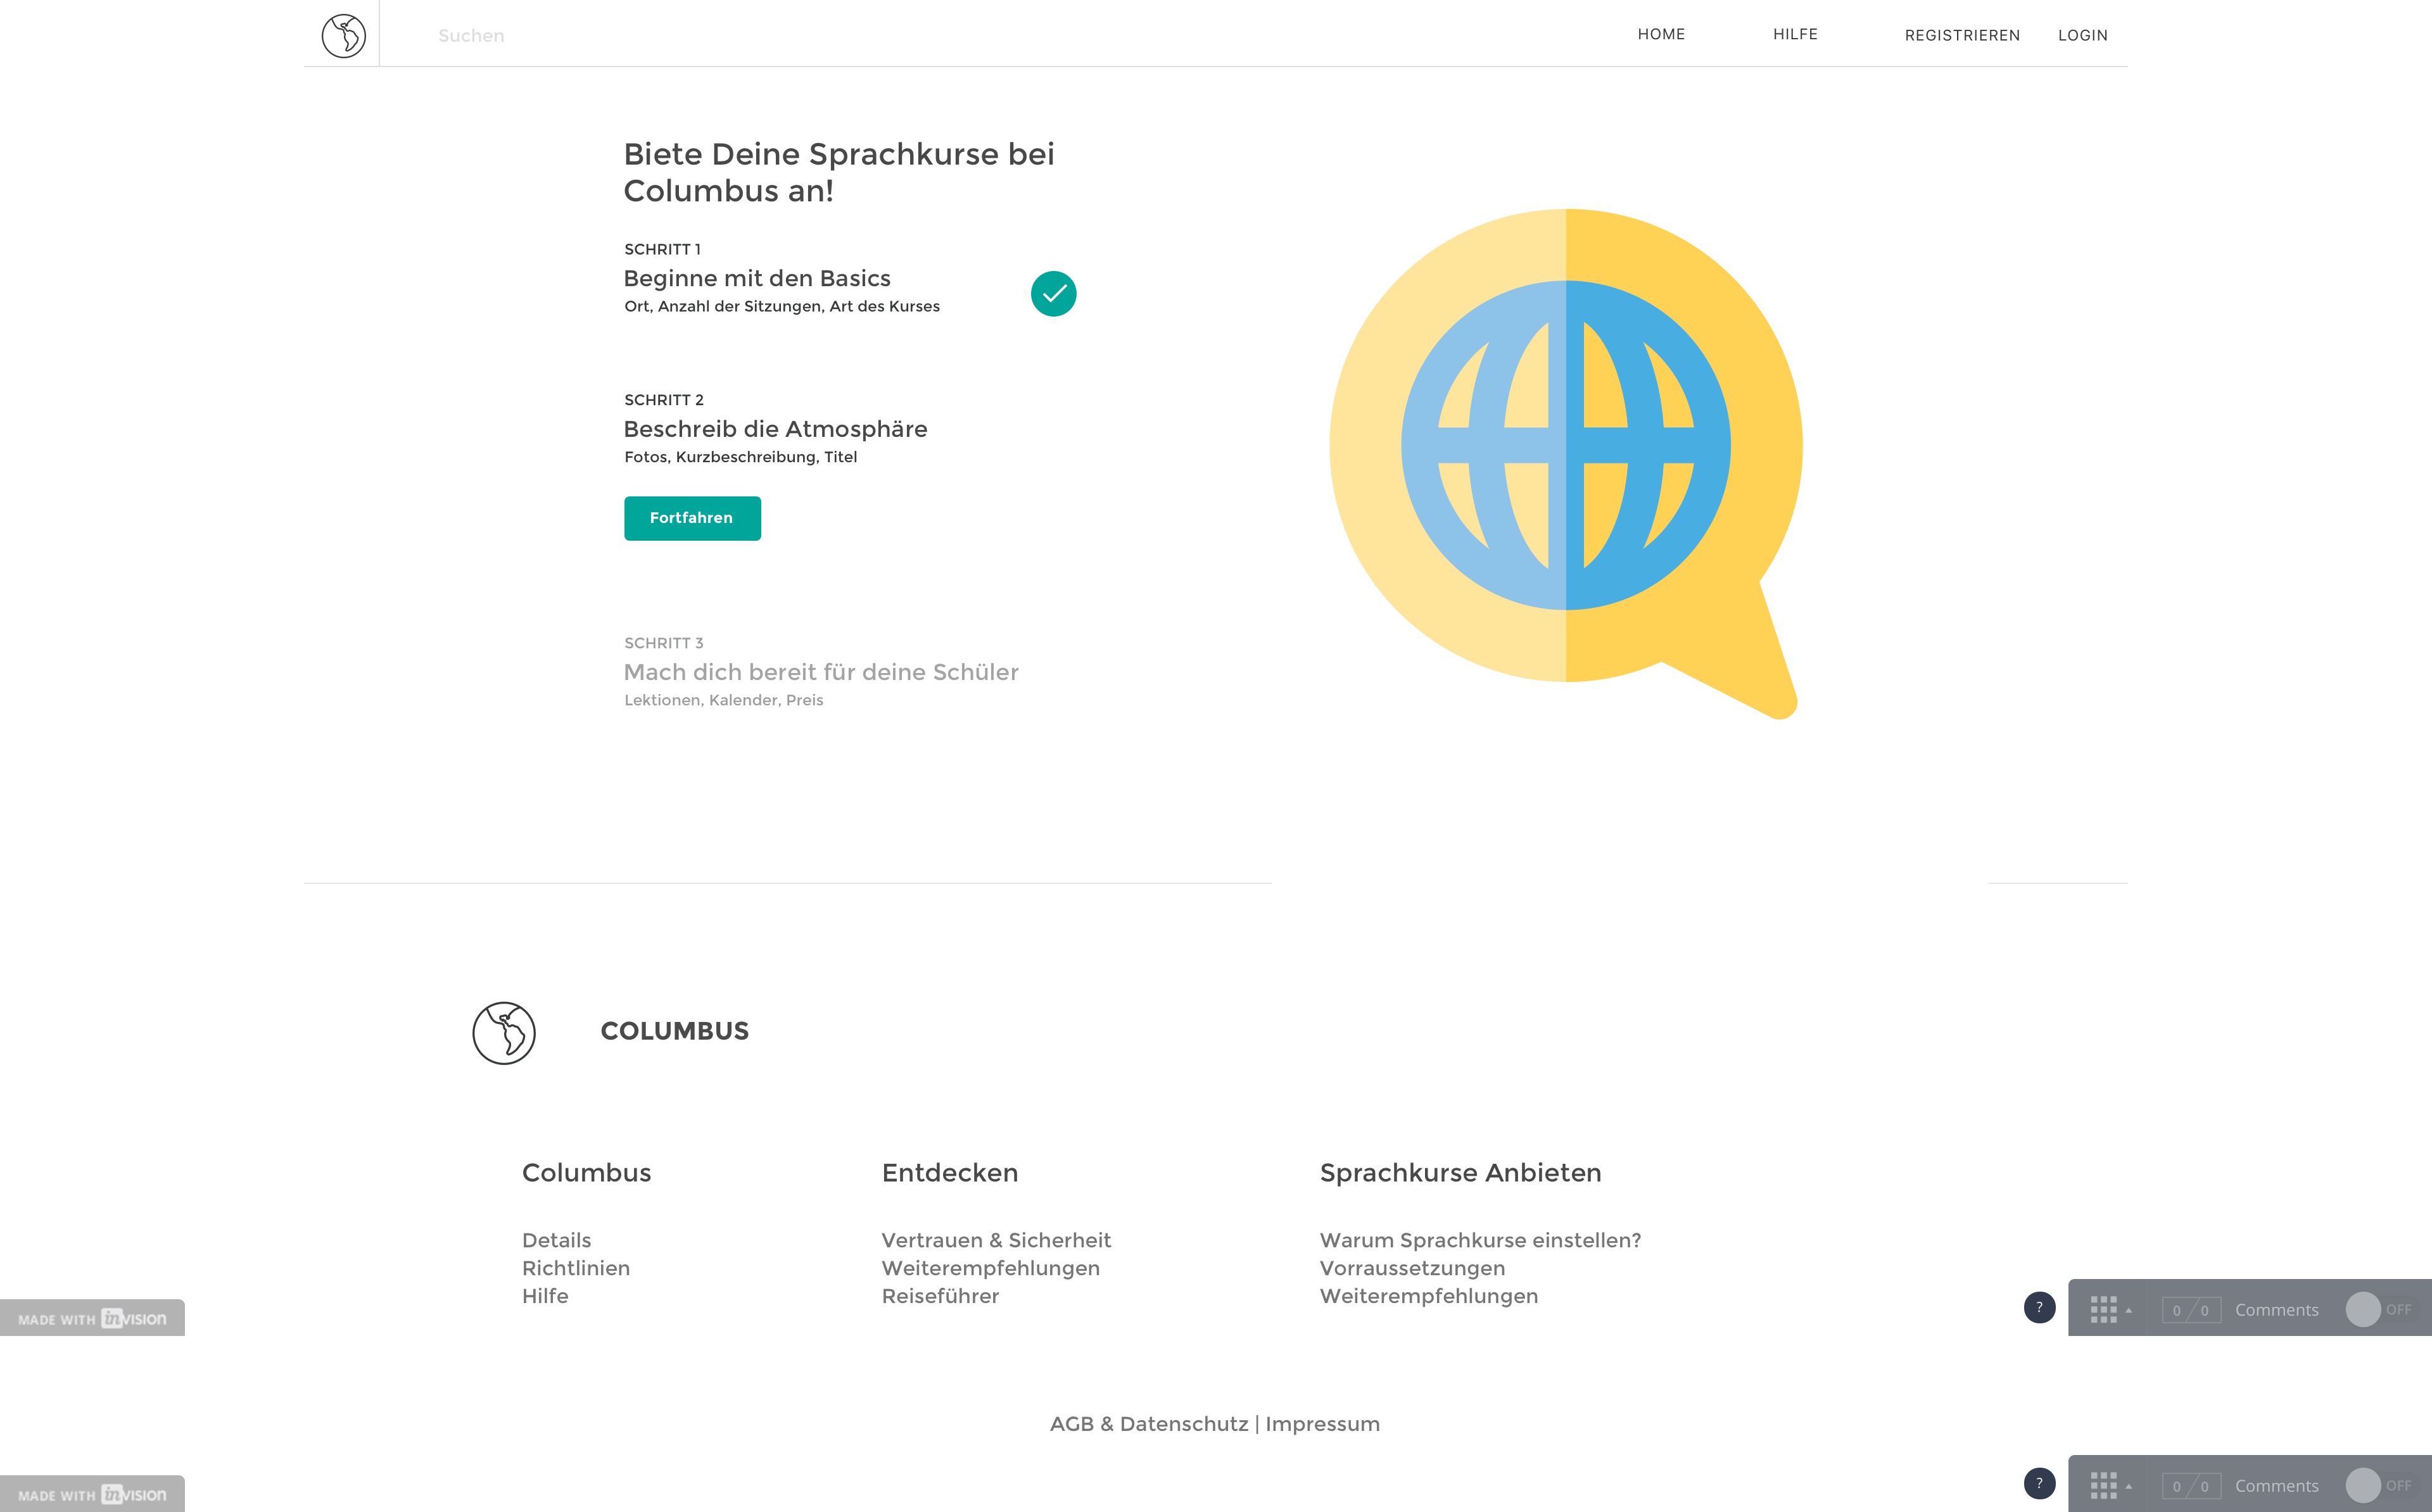 Suchen
HOME
HILFE
REGISTRIEREN
LOGIN
Biete Deine Sprachkurse bei
Columbus an!
SCHRITT 1
Beginne mit den Basics
Ort, Anzahl der Sitzungen, Art des Kurses
SCHRITT 2
Beschreib die Atmosphäre
Fotos, Kurzbeschreibung, Titel
Fortfahren
SCHRITT 3
Mach dich bereit für deine Schüler
Lektionen, Kalender, Preis
COLUMBUS
Columbus
Details
Richtlinien
Hilfe
Entdecken
Vertrauen & Sicherheit
Weiterempfehlungen
Reiseführer
Sprachkurse Anbieten
Warum Sprachkurse einstellen?
Vorraussetzungen
Weiterempfehlungen
MADE WITH inVISION
? 0 / 0 Comments OFF
AGB & Datenschutz | Impressum
MADE WITH inVISION
? 0 / 0 Comments OFF